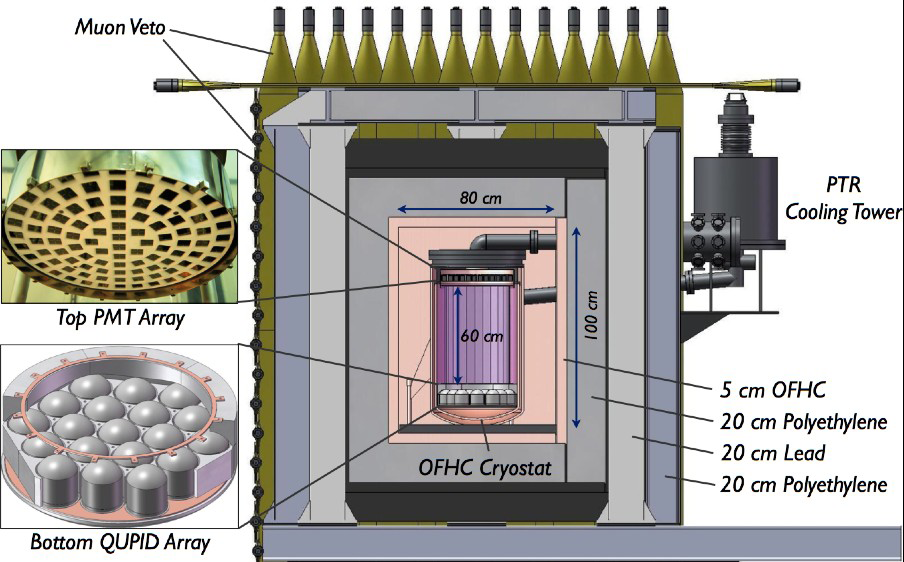 Muon Veto
80 cm
PTR
Cooling Tower
Top PMT Array
60 cm
100 cm
5 cm OFHC
20 cm Polyethylene
20 cm Lead
20 cm Polyethylene
OFHC Cryostat
Bottom QUPID Array